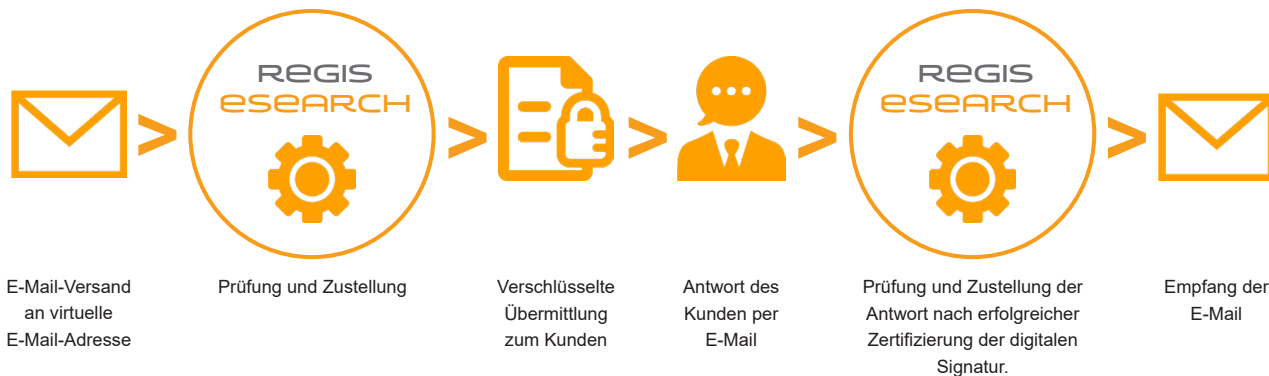 REGIS
ESEARCH
REGIS
ESEARCH
E-Mail-Versand
an virtuelle
E-Mail-Adresse
Prüfung und Zustellung
Verschlüsselte
Übermittlung
zum Kunden
Antwort des
Kunden per
E-Mail
Prüfung und Zustellung der
Antwort nach erfolgreicher
Zertifizierung der digitalen
Signatur.
Empfang der
E-Mail